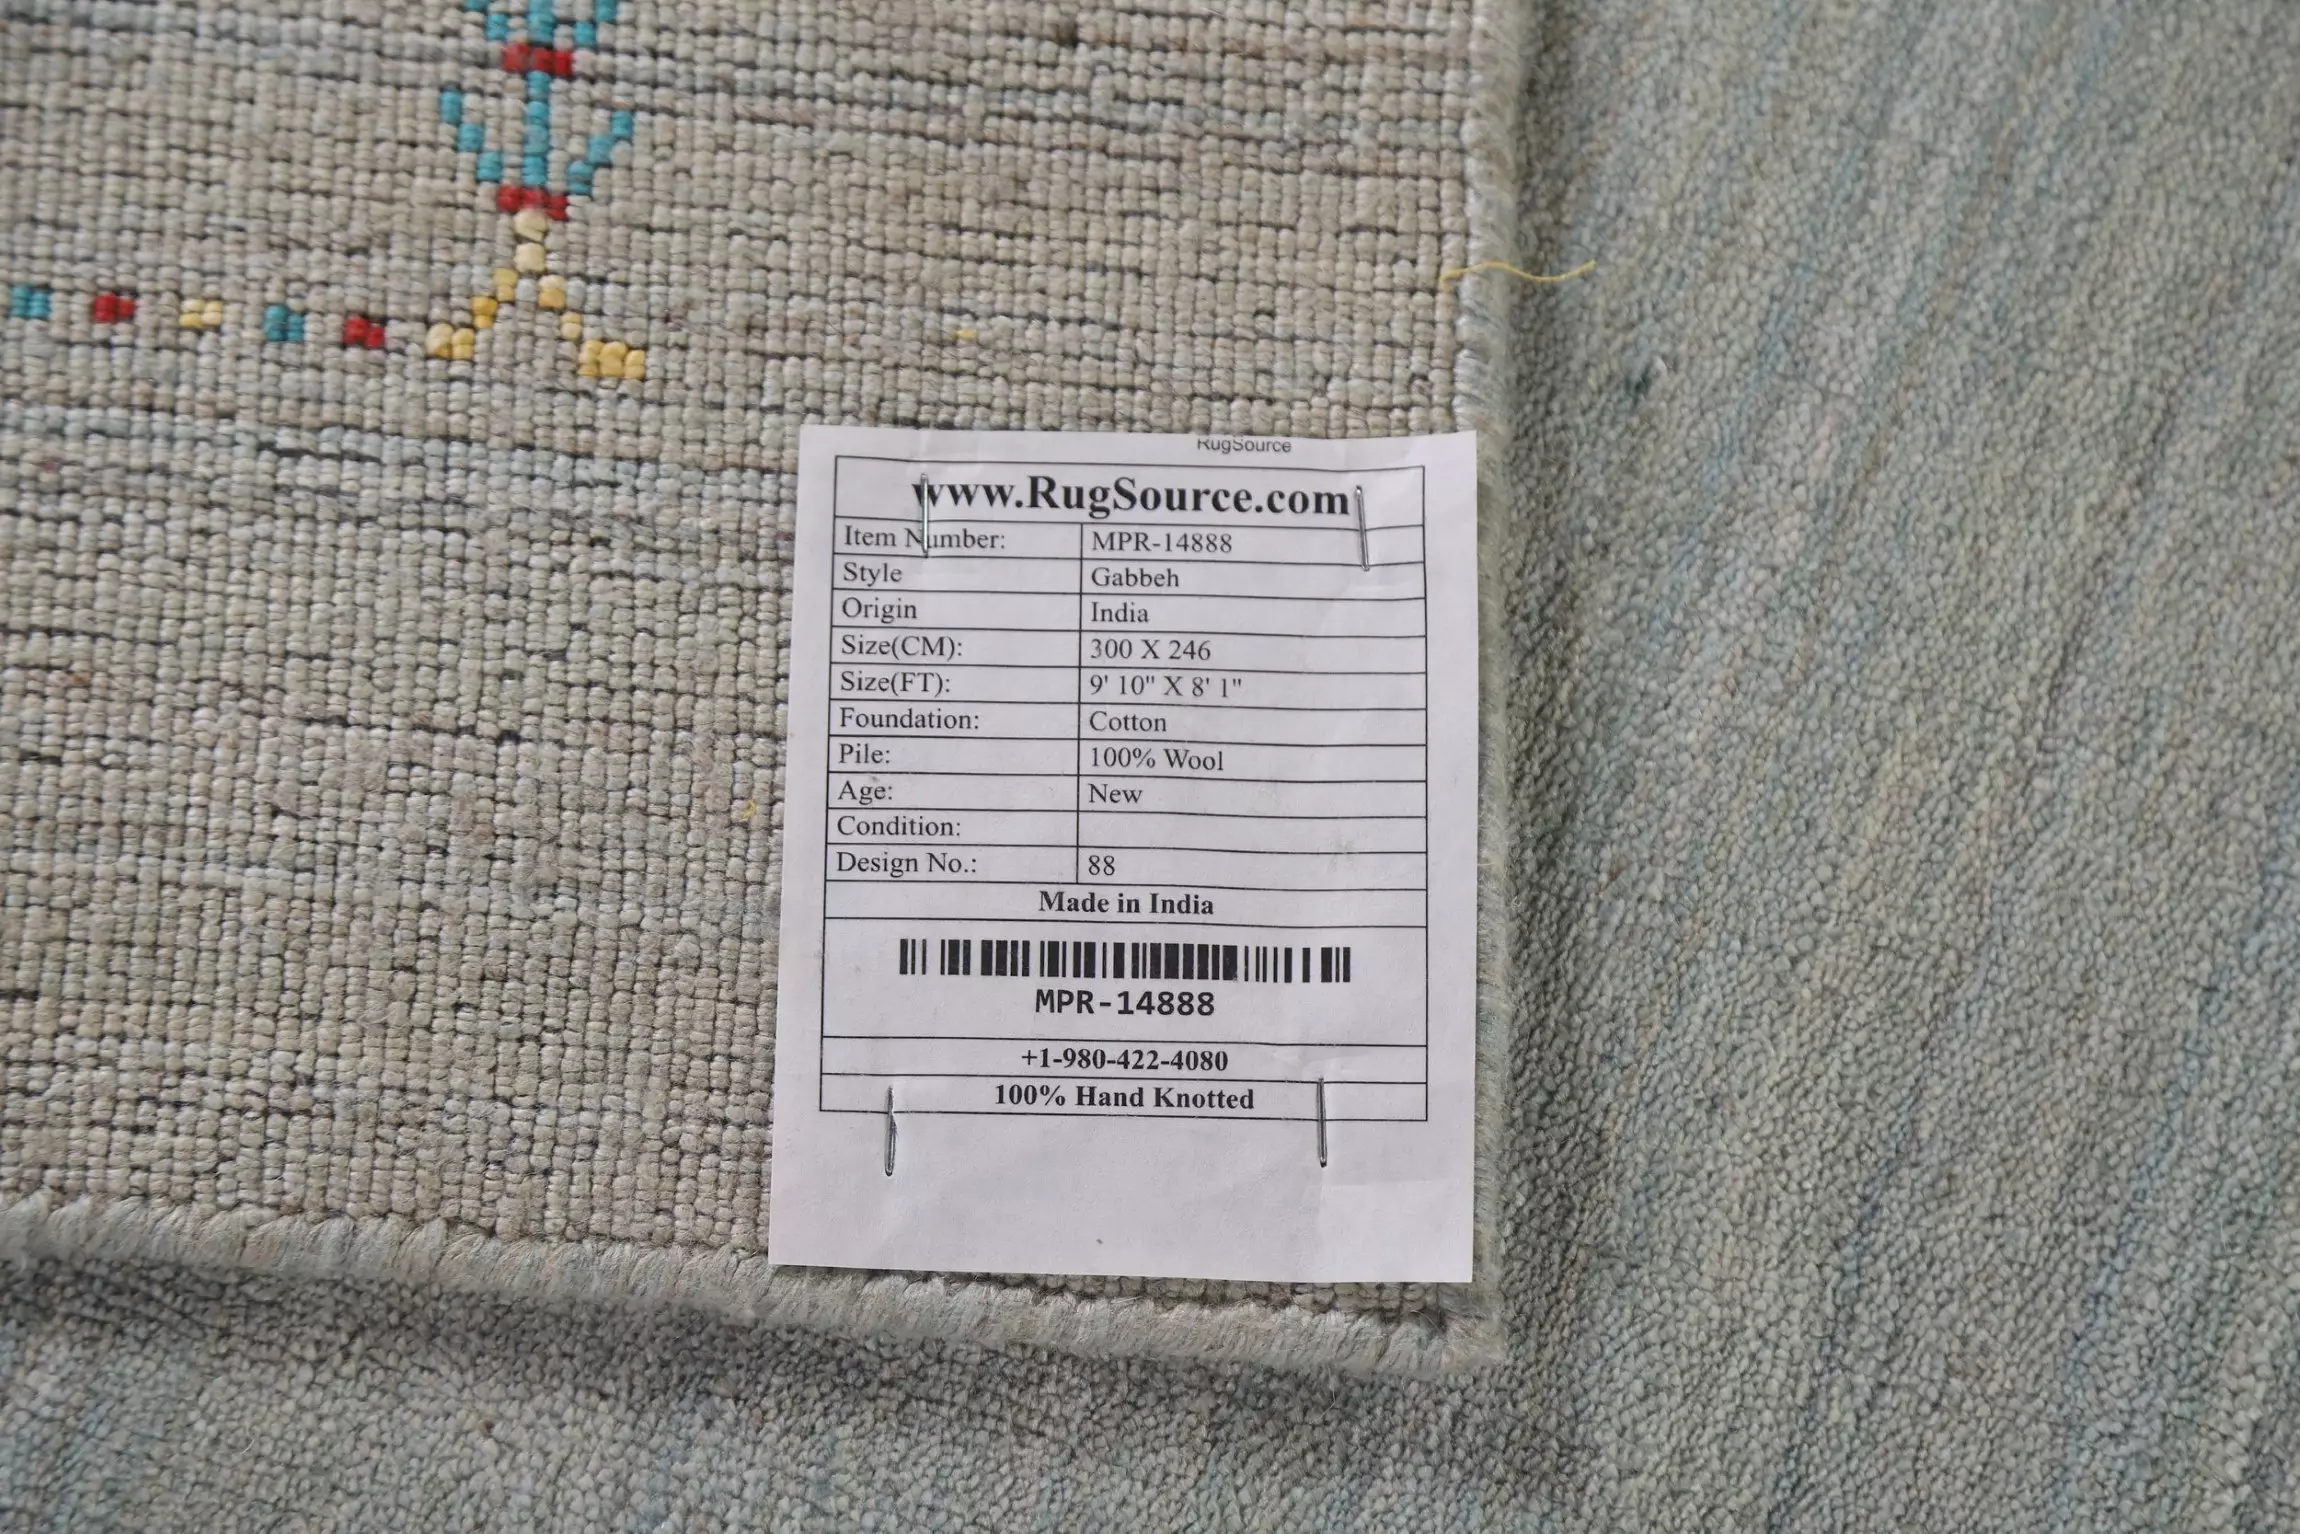 RugSource
www.RugSource.com
Item Number: MPR-14888
Style Gabbeh
Origin India
Size(CM): 300 X 246
Size(FT): 9' 10" X 8' 1"
Foundation: Cotton
Pile: 100% Wool
Age: New
Condition:
Design No.: 88
Made in India
MPR-14888
+1-980-422-4080
100% Hand Knotted